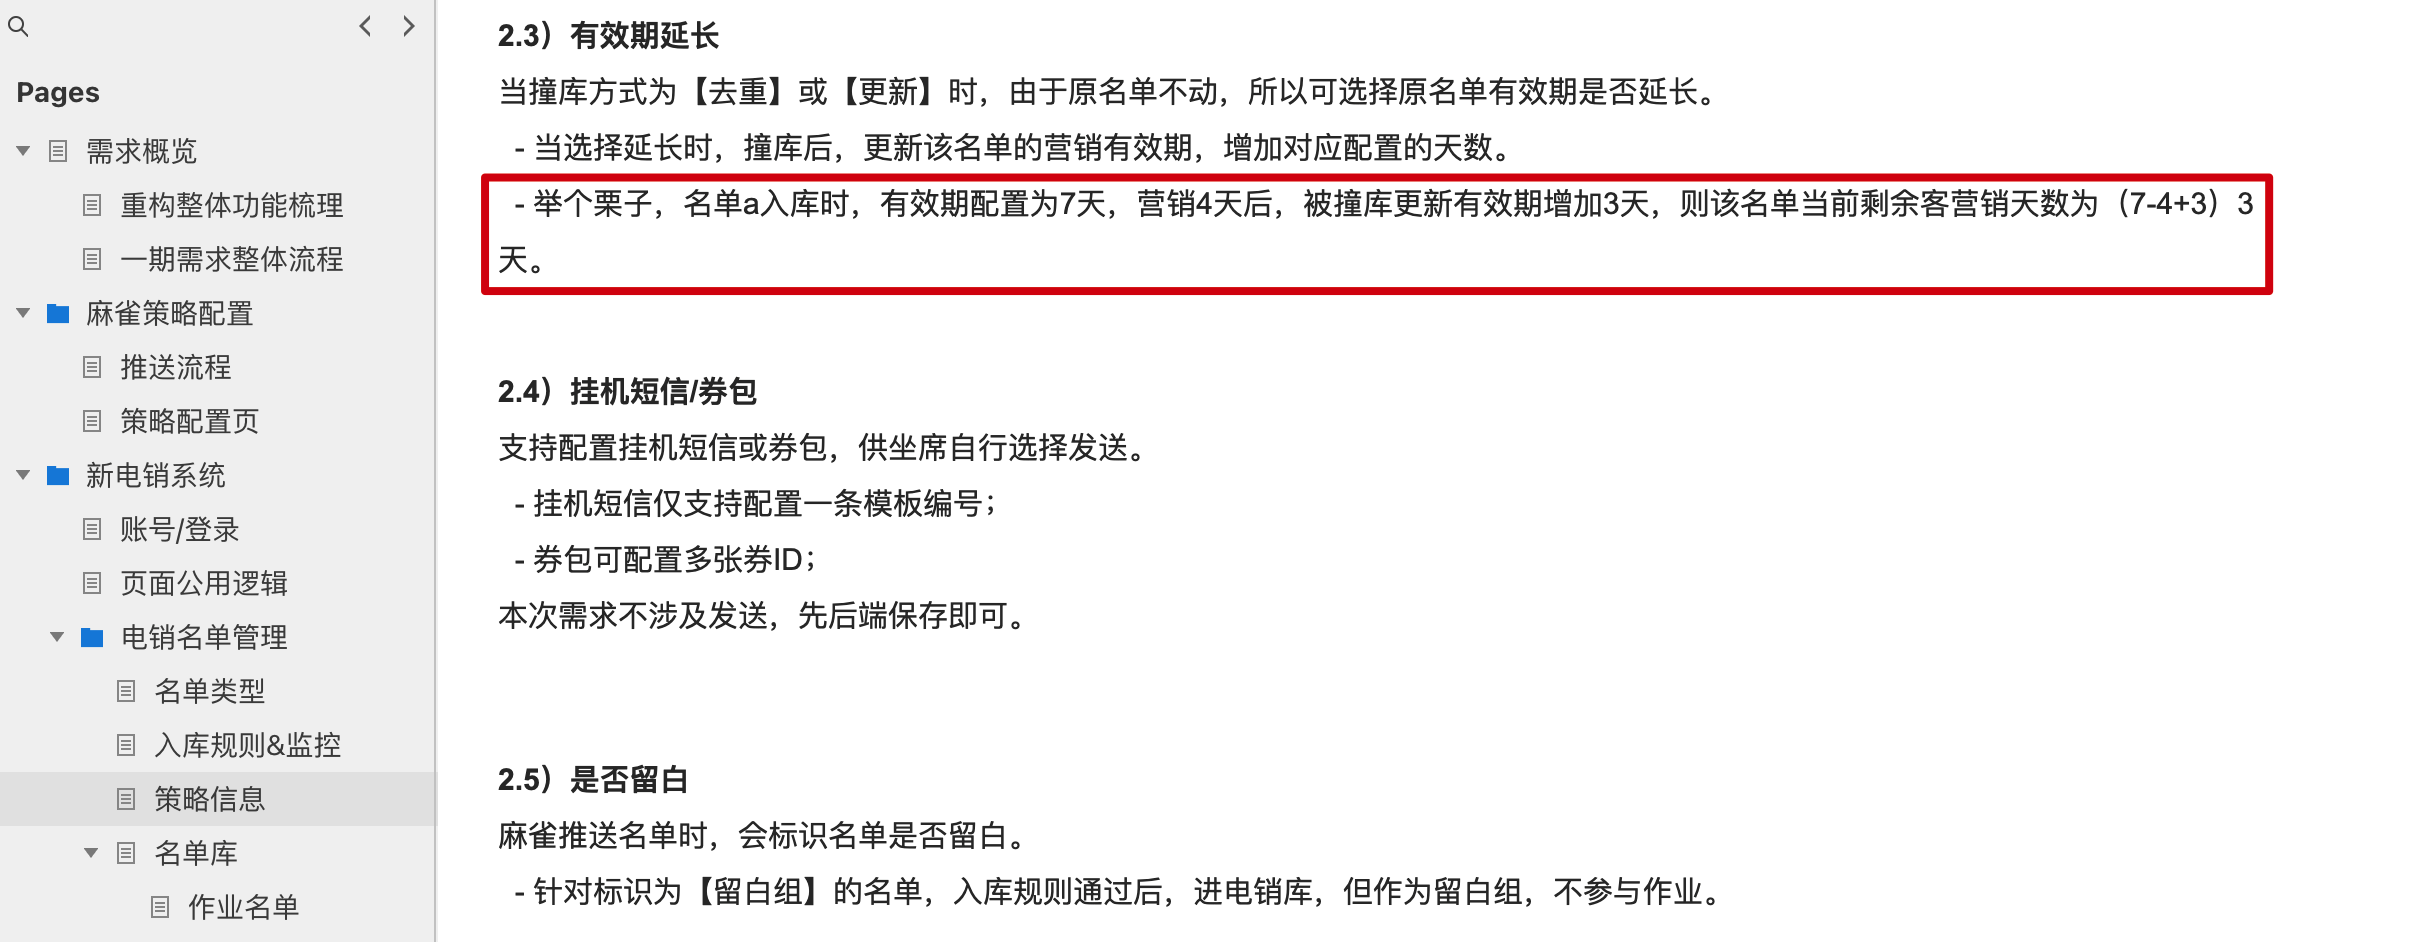 Pages
需求概览
重构整体功能梳理
一期需求整体流程
麻雀策略配置
推送流程
策略配置页
新电销系统
账号/登录
页面公用逻辑
电销名单管理
名单类型
入库规则&监控
策略信息
名单库
作业名单
2.3）有效期延长
当撞库方式为【去重】或【更新】时，由于原名单不动，所以可选择原名单有效期是否延长。
- 当选择延长时，撞库后，更新该名单的营销有效期，增加对应配置的天数。
- 举个栗子，名单a入库时，有效期配置为7天，营销4天后，被撞库更新有效期增加3天，则该名单当前剩余客营销天数为（7-4+3）3
天。
2.4）挂机短信/券包
支持配置挂机短信或券包，供坐席自行选择发送。
- 挂机短信仅支持配置一条模板编号；
- 券包可配置多张券ID；
本次需求不涉及发送，先后端保存即可。
2.5）是否留白
麻雀推送名单时，会标识名单是否留白。
- 针对标识为【留白组】的名单，入库规则通过后，进电销库，但作为留白组，不参与作业。